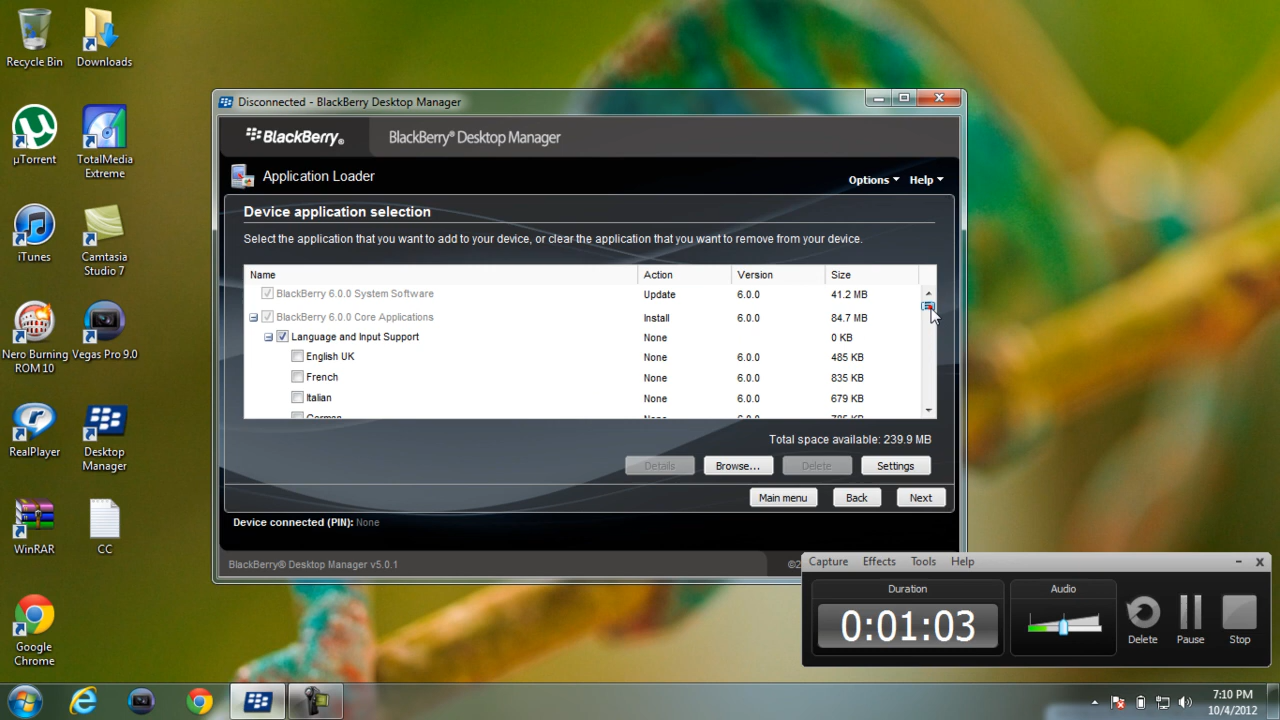 Recycle Bin
Downloads
µTorrent
TotalMedia
Extreme
iTunes
Camtasia
Studio 7
Nero Burning
ROM 10
Vegas Pro 9.0
RealPlayer
Desktop
Manager
WinRAR
CC
Google
Chrome
Disconnected - BlackBerry Desktop Manager
BlackBerry®
BlackBerry® Desktop Manager
Application Loader
Options
Help
Device application selection
Select the application that you want to add to your device, or clear the application that you want to remove from your device.
Name Action Version Size
BlackBerry 6.0.0 System Software Update 6.0.0 41.2 MB
BlackBerry 6.0.0 Core Applications Install 6.0.0 84.7 MB
Language and Input Support None 0 KB
English UK None 6.0.0 485 KB
French None 6.0.0 835 KB
Italian None 6.0.0 679 KB
German None 6.0.0 785 KB
Total space available: 239.9 MB
Details Browse... Delete Settings
Main menu Back Next
Device connected (PIN): None
BlackBerry® Desktop Manager v5.0.1
Capture Effects Tools Help
Duration
0:01:03
Audio
Delete
Pause
Stop
7:10 PM
10/4/2012